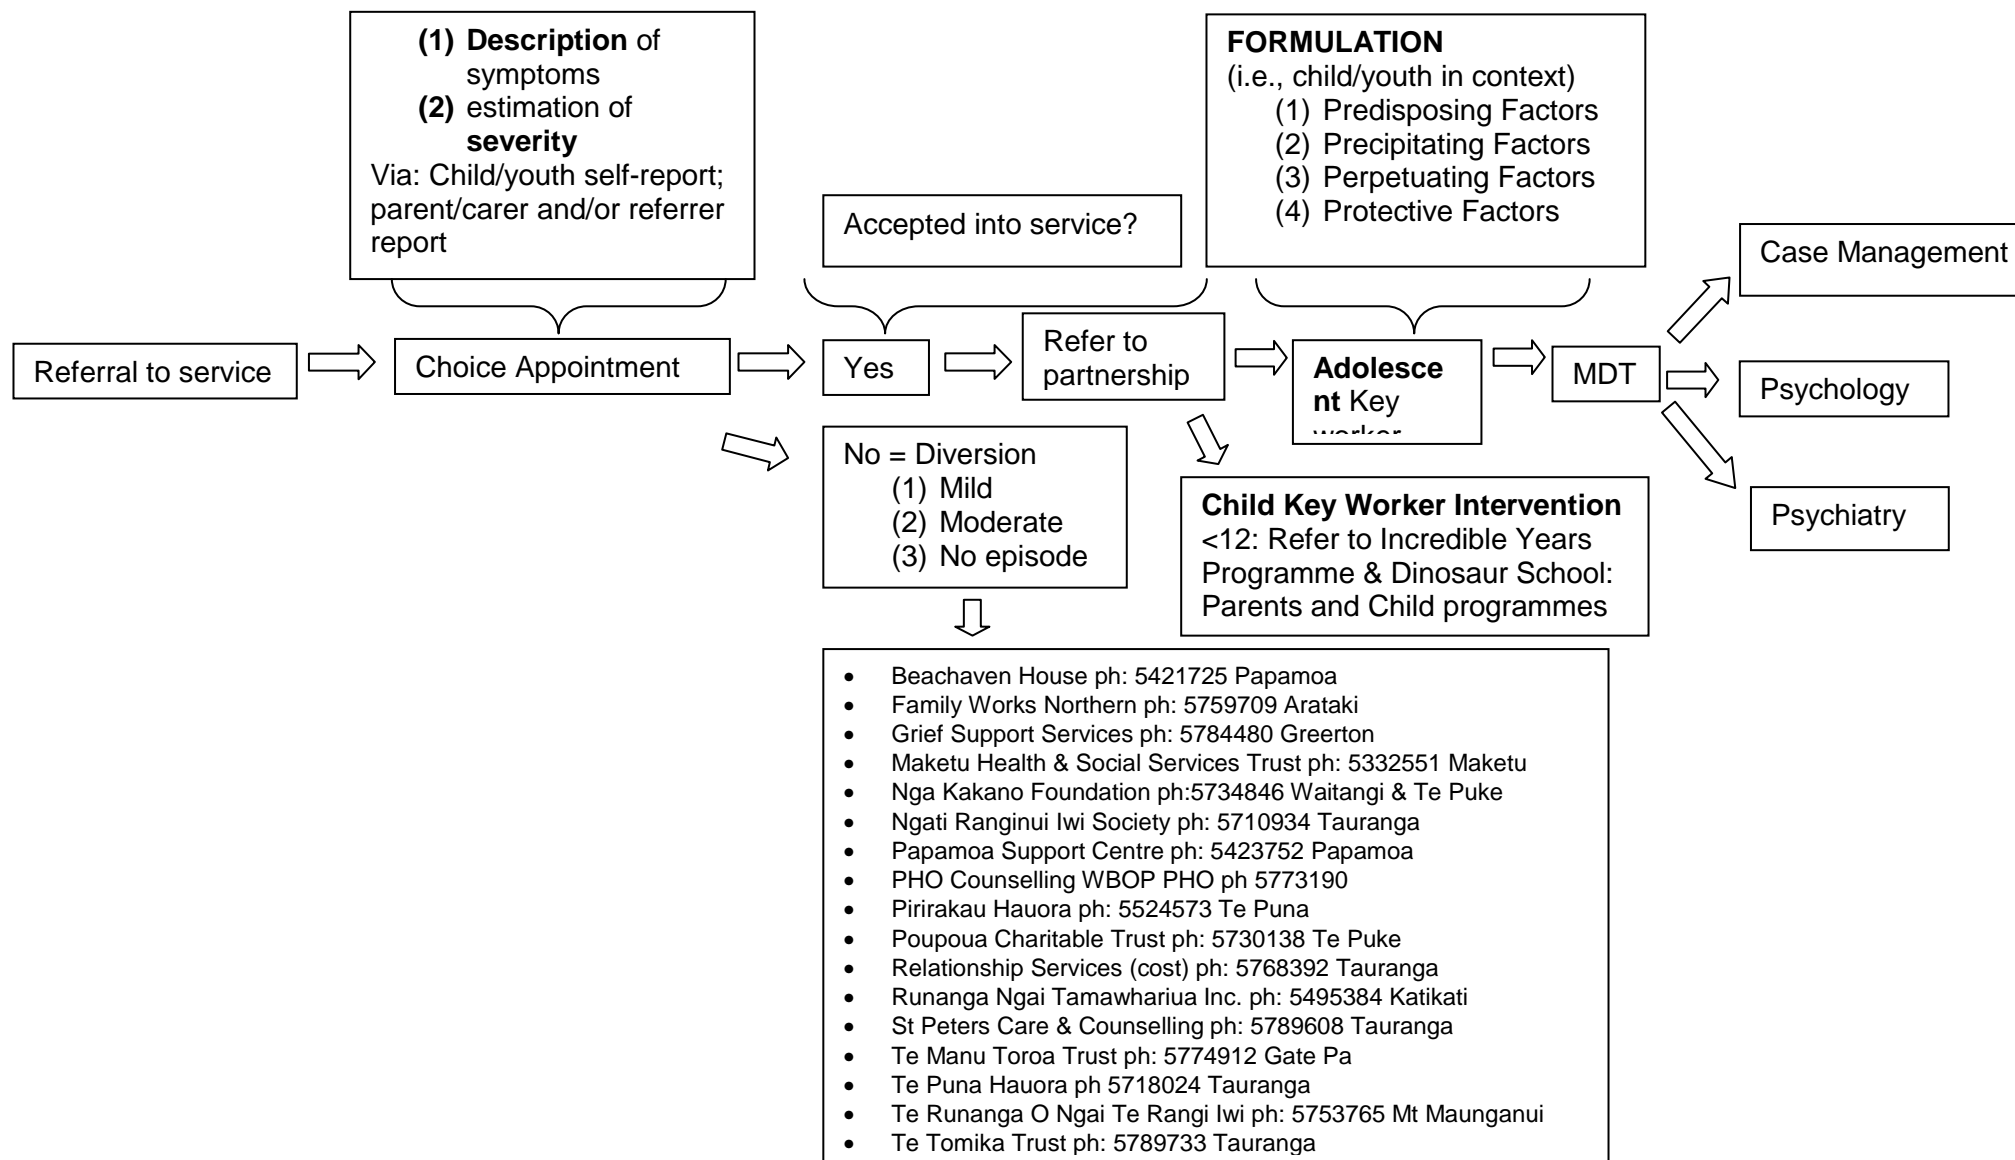 (1) Description of
symptoms
(2) estimation of
severity
Via: Child/youth self-report;
parent/carer and/or referrer
report
Accepted into service?
FORMULATION
(i.e., child/youth in context)
(1) Predisposing Factors
(2) Precipitating Factors
(3) Perpetuating Factors
(4) Protective Factors
Referral to service
Choice Appointment
Yes
Refer to
partnership
Adolesce
nt Key
worker
MDT
Case Management
Psychology
Psychiatry
No = Diversion
(1) Mild
(2) Moderate
(3) No episode
Child Key Worker Intervention
<12: Refer to Incredible Years
Programme & Dinosaur School:
Parents and Child programmes
• Beachaven House ph: 5421725 Papamoa
• Family Works Northern ph: 5759709 Arataki
• Grief Support Services ph: 5784480 Greerton
• Maketu Health & Social Services Trust ph: 5332551 Maketu
• Nga Kakano Foundation ph:5734846 Waitangi & Te Puke
• Ngati Ranginui Iwi Society ph: 5710934 Tauranga
• Papamoa Support Centre ph: 5423752 Papamoa
• PHO Counselling WBOP PHO ph 5773190
• Pirirakau Hauora ph: 5524573 Te Puna
• Poupoua Charitable Trust ph: 5730138 Te Puke
• Relationship Services (cost) ph: 5768392 Tauranga
• Runanga Ngai Tamawhariua Inc. ph: 5495384 Katikati
• St Peters Care & Counselling ph: 5789608 Tauranga
• Te Manu Toroa Trust ph: 5774912 Gate Pa
• Te Puna Hauora ph 5718024 Tauranga
• Te Runanga O Ngai Te Rangi Iwi ph: 5753765 Mt Maunganui
• Te Tomika Trust ph: 5789733 Tauranga